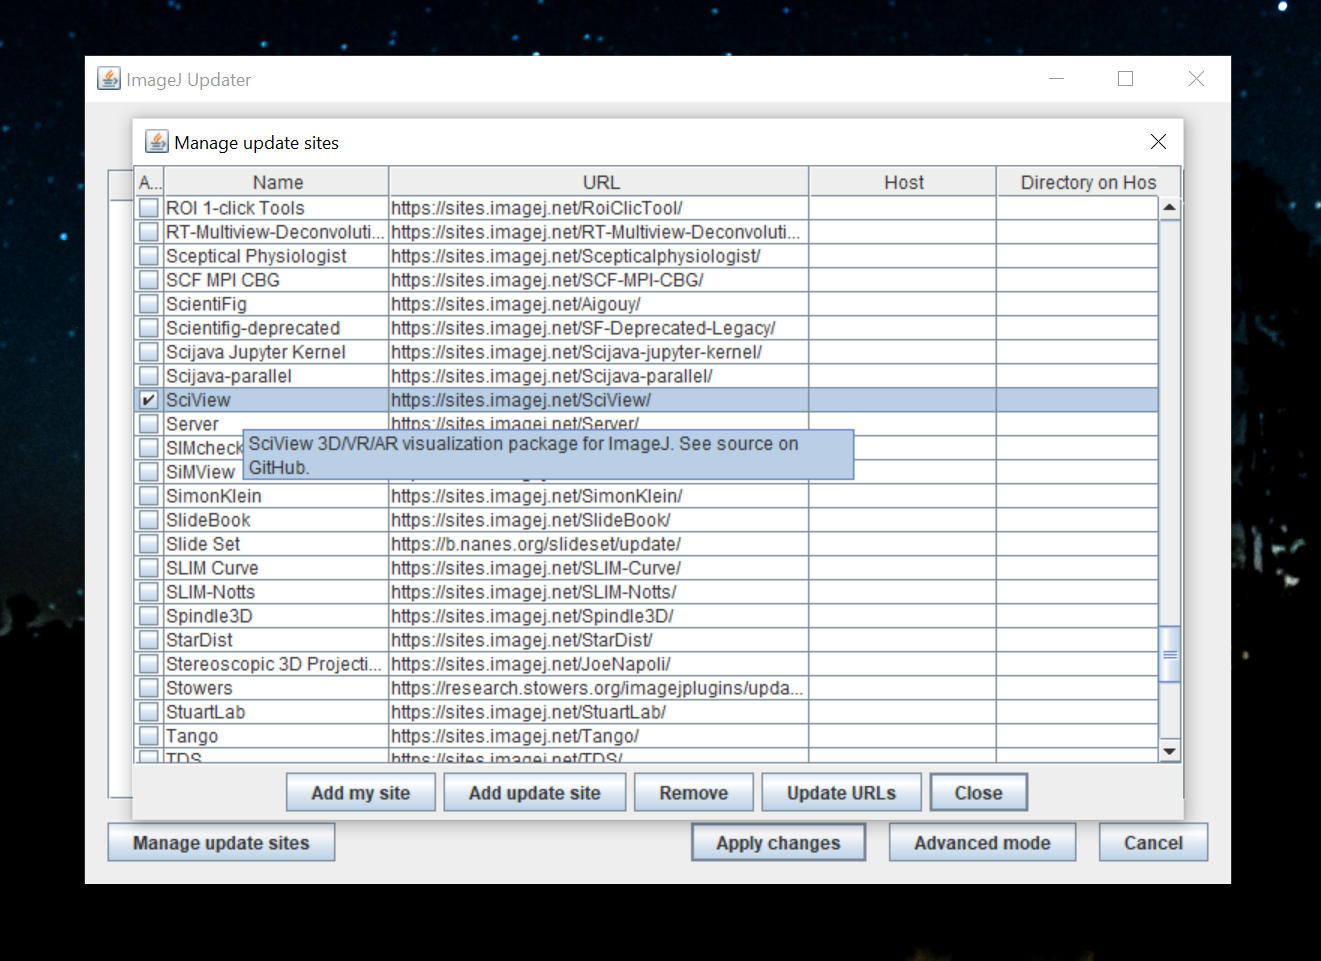 ImageJ Updater
Manage update sites
A... Name URL Host Directory on Hos
ROI 1-click Tools https://sites.imagej.net/RoiClicTool/
RT-Multiview-Deconvoluti... https://sites.imagej.net/RT-Multiview-Deconvoluti...
Sceptical Physiologist https://sites.imagej.net/Scepticalphysiologist/
SCF MPI CBG https://sites.imagej.net/SCF-MPI-CBG/
ScientiFig https://sites.imagej.net/Aigouy/
Scientifig-deprecated https://sites.imagej.net/SF-Deprecated-Legacy/
Scijava Jupyter Kernel https://sites.imagej.net/Scijava-jupyter-kernel/
Scijava-parallel https://sites.imagej.net/Scijava-parallel/
SciView https://sites.imagej.net/SciView/
Server https://sites.imagej.net/Server/
SIMcheck
SciView 3D/VR/AR visualization package for ImageJ. See source on
GitHub.
SiMView
SimonKlein https://sites.imagej.net/SimonKlein/
SlideBook https://sites.imagej.net/SlideBook/
Slide Set https://b.nanes.org/slideset/update/
SLIM Curve https://sites.imagej.net/SLIM-Curve/
SLIM-Notts https://sites.imagej.net/SLIM-Notts/
Spindle3D https://sites.imagej.net/Spindle3D/
StarDist https://sites.imagej.net/StarDist/
Stereoscopic 3D Projecti... https://sites.imagej.net/JoeNapoli/
Stowers https://research.stowers.org/imagejplugins/upda...
StuartLab https://sites.imagej.net/StuartLab/
Tango https://sites.imagej.net/Tango/
TDS https://sites.imagej.net/TDS/
Add my site Add update site Remove Update URLs Close
Manage update sites Apply changes Advanced mode Cancel